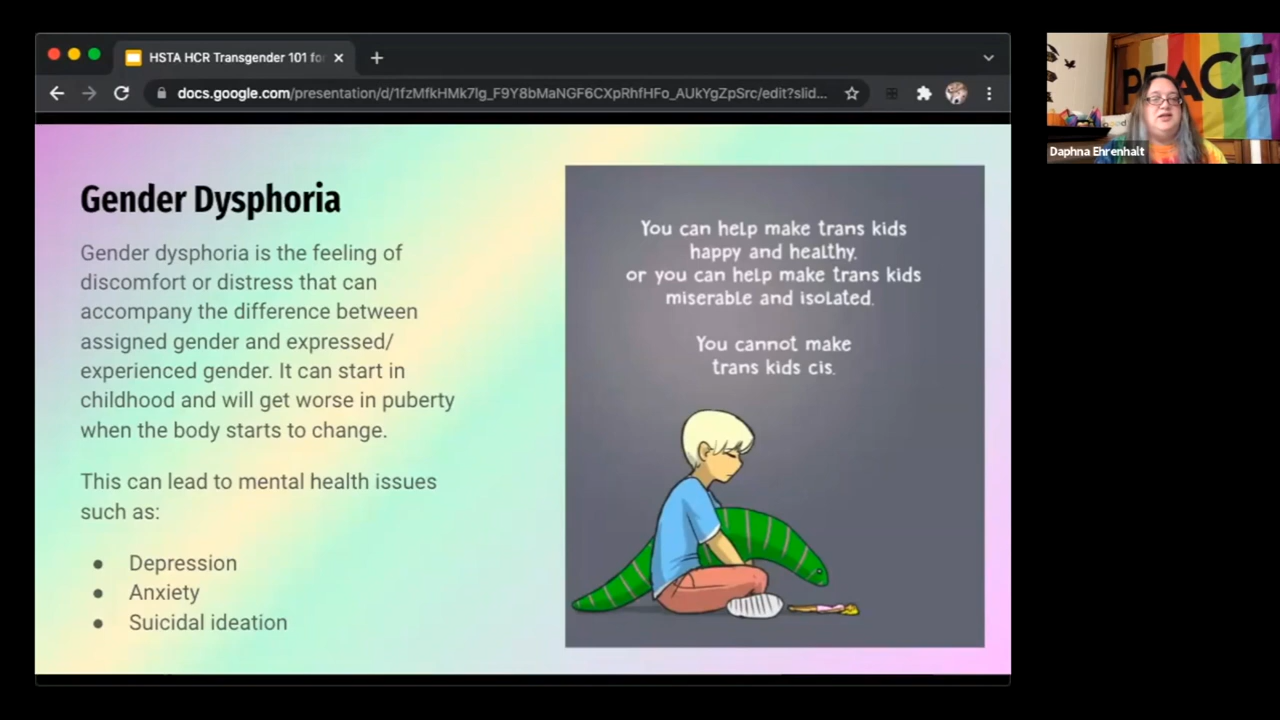 HSTA HCR Transgender 101 fo
docs.google.com/presentation/d/1fzMfkHMk7lg_F9Y8bMaNGF6CXpRhfHFo_AUkYgZpSrc/edit?slid...
PEACE
Daphna Ehrenhalt
Gender Dysphoria
Gender dysphoria is the feeling of
discomfort or distress that can
accompany the difference between
assigned gender and expressed/
experienced gender. It can start in
childhood and will get worse in puberty
when the body starts to change.
This can lead to mental health issues
such as:
● Depression
● Anxiety
● Suicidal ideation
You can help make trans kids
happy and healthy.
or you can help make trans kids
miserable and isolated.
You cannot make
trans kids cis.